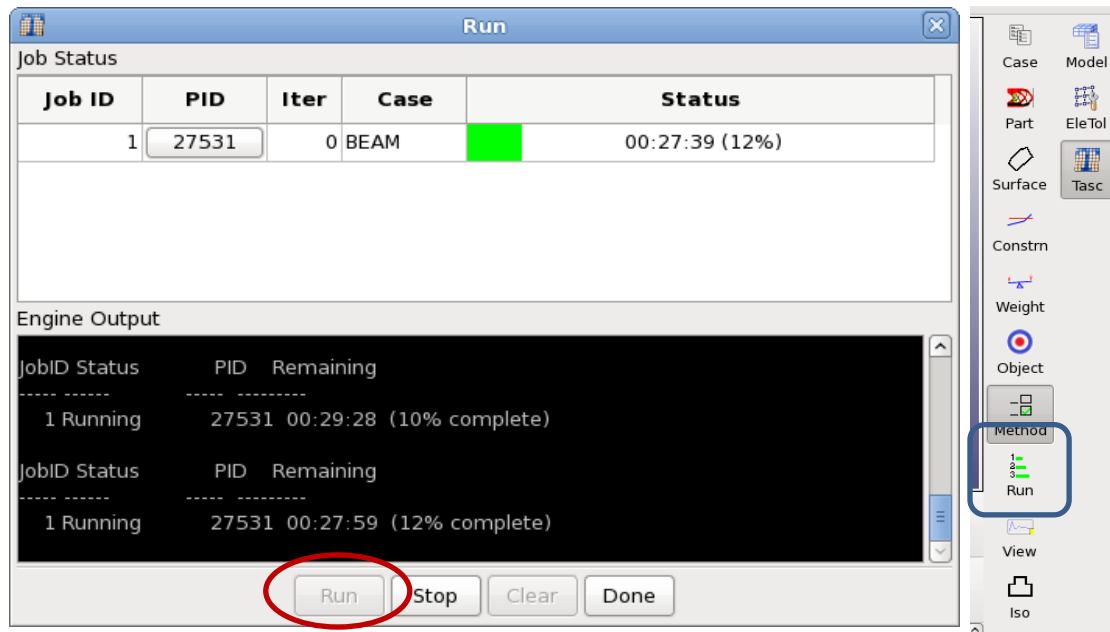 Run
Job Status
Job ID PID Iter Case Status
1 27531 0 BEAM 00:27:39 (12%)
Engine Output
JobID Status PID Remaining
----- ------ ----- ---------
1 Running 27531 00:29:28 (10% complete)
JobID Status PID Remaining
----- ------ ----- ---------
1 Running 27531 00:27:59 (12% complete)
Run Stop Clear Done
Case Model
Part EleTol
Surface Tasc
Constrn
Weight
Object
Method
1
2
3
Run
View
Iso